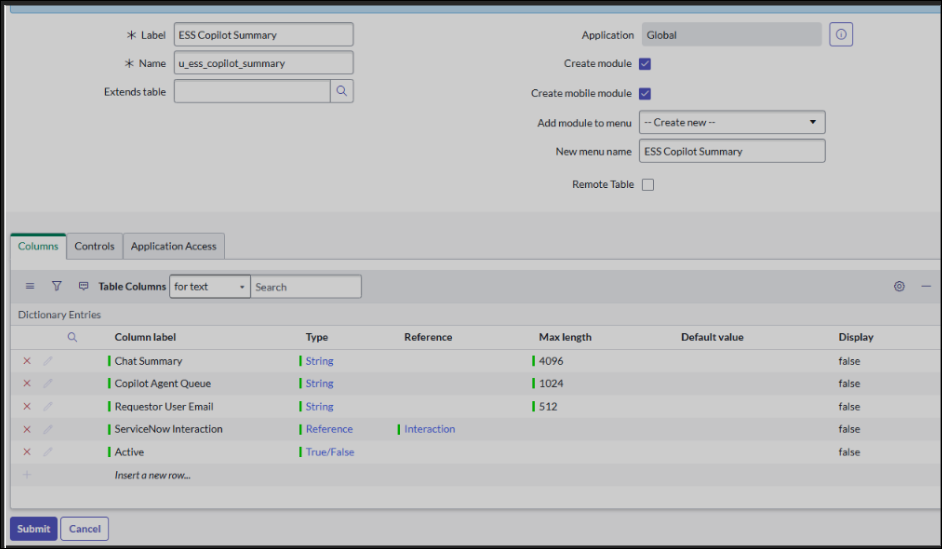 Label ESS Copilot Summary Application Global
Name u_ess_copilot_summary Create module
Extends table Create mobile module
Add module to menu -- Create new --
New menu name ESS Copilot Summary
Remote Table
Columns Controls Application Access
Table Columns for text Search
Dictionary Entries
Column label Type Reference Max length Default value Display
Chat Summary String 4096 false
Copilot Agent Queue String 1024 false
Requestor User Email String 512 false
ServiceNow Interaction Reference Interaction false
Active True/False false
Insert a new row...
Submit Cancel